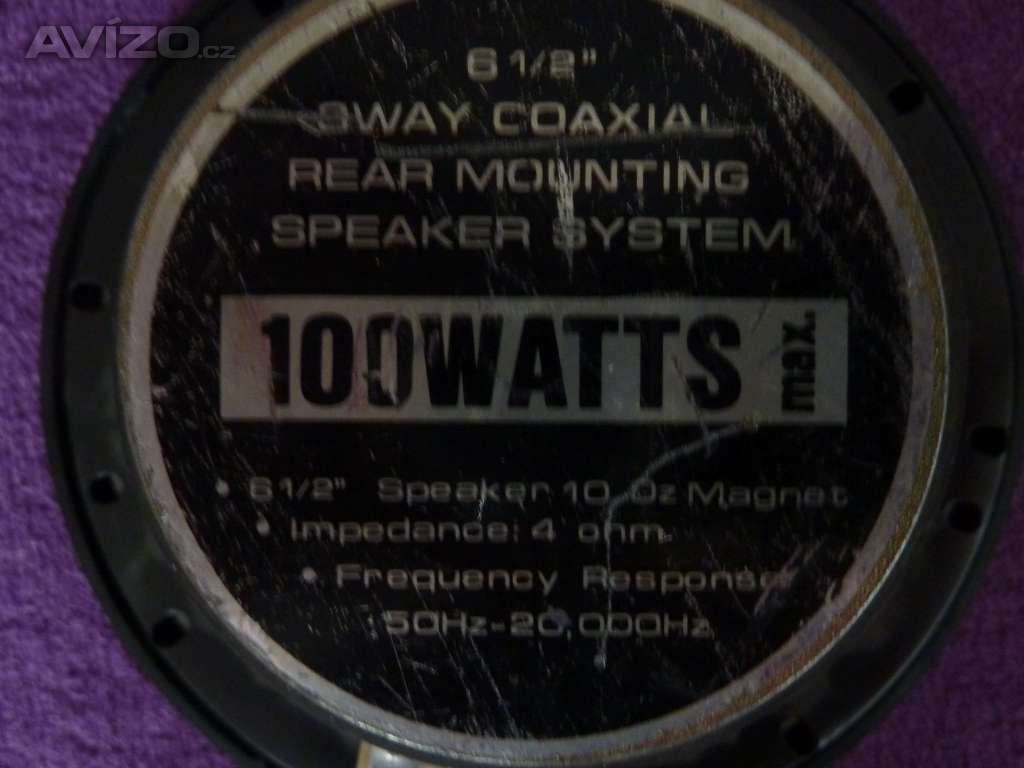 AVÍZO.cz
6 1/2"
3WAY COAXIAL
REAR MOUNTING
SPEAKER SYSTEM
100WATTS max.
• 6 1/2" Speaker 10 Oz Magnet
• Impedance: 4 ohm
• Frequency Response
50Hz-20,000Hz